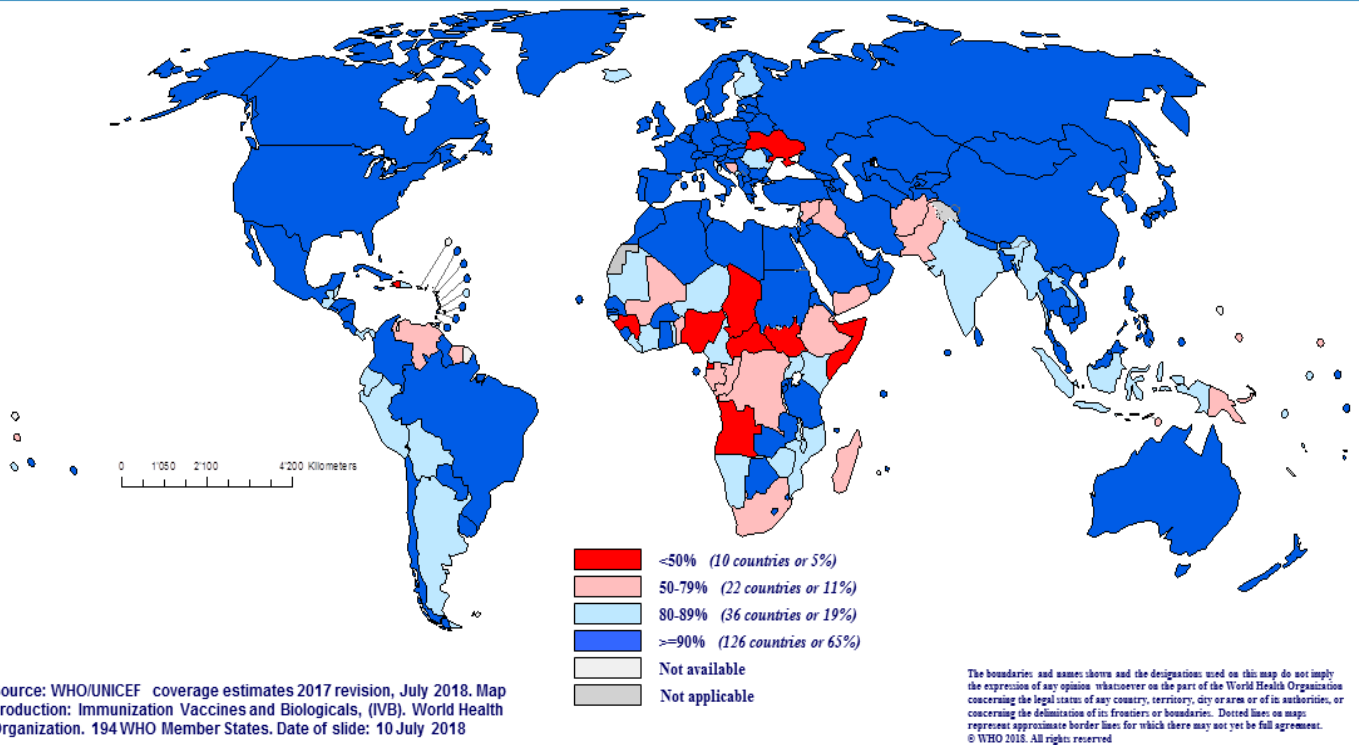 0 1'050 2'100 4'200 Kilometers
<50% (10 countries or 5%)
50-79% (22 countries or 11%)
80-89% (36 countries or 19%)
>=90% (126 countries or 65%)
Not available
Not applicable
ource: WHO/UNICEF coverage estimates 2017 revision, July 2018. Map
roduction: Immunization Vaccines and Biologicals, (IVB). World Health
rganization. 194 WHO Member States. Date of slide: 10 July 2018
The boundaries and names shown and the designations used on this map do not imply
the expression of any opinion whatsoever on the part of the World Health Organization
concerning the legal status of any country, territory, city or area or of its authorities, or
concerning the delimitation of its frontiers or boundaries. Dotted lines on maps
represent approximate border lines for which there may not yet be full agreement.
© WHO 2018. All rights reserved